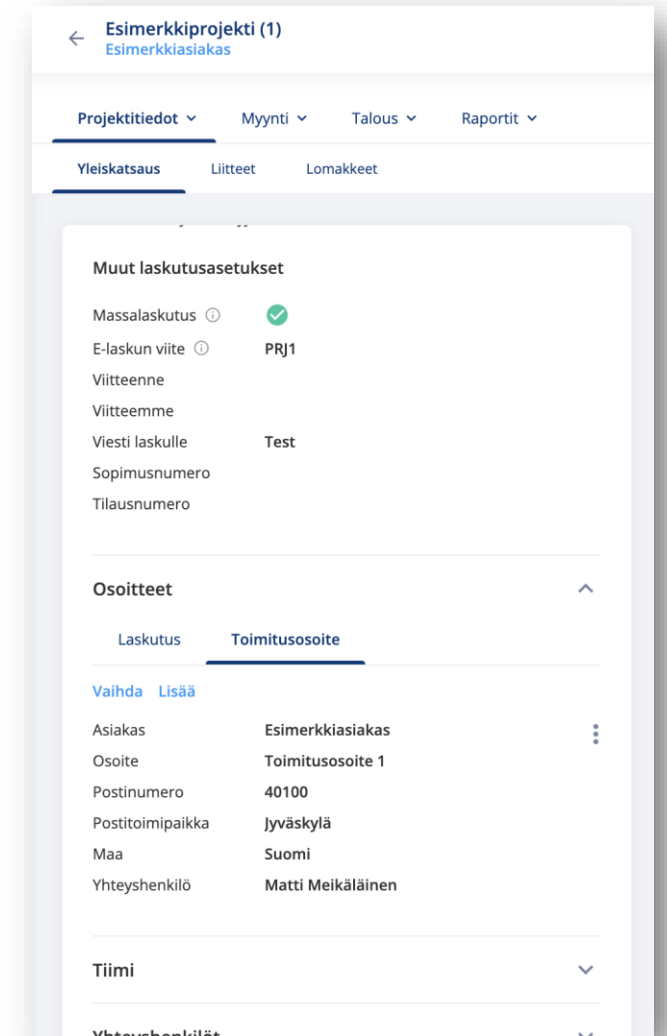 Esimerkkiprojekti (1)
Esimerkkiasiakas
Projektitiedot Myynti Talous Raportit
Yleiskatsaus Liitteet Lomakkeet
Muut laskutusasetukset
Massalaskutus
E-laskun viite PRJ1
Viitteenne
Viitteemme
Viesti laskulle Test
Sopimusnumero
Tilausnumero
Osoitteet
Laskutus Toimitusosoite
Vaihda Lisää
Asiakas Esimerkkiasiakas
Osoite Toimitusosoite 1
Postinumero 40100
Postitoimipaikka Jyväskylä
Maa Suomi
Yhteyshenkilö Matti Meikäläinen
Tiimi
Yhteyshenkilöt